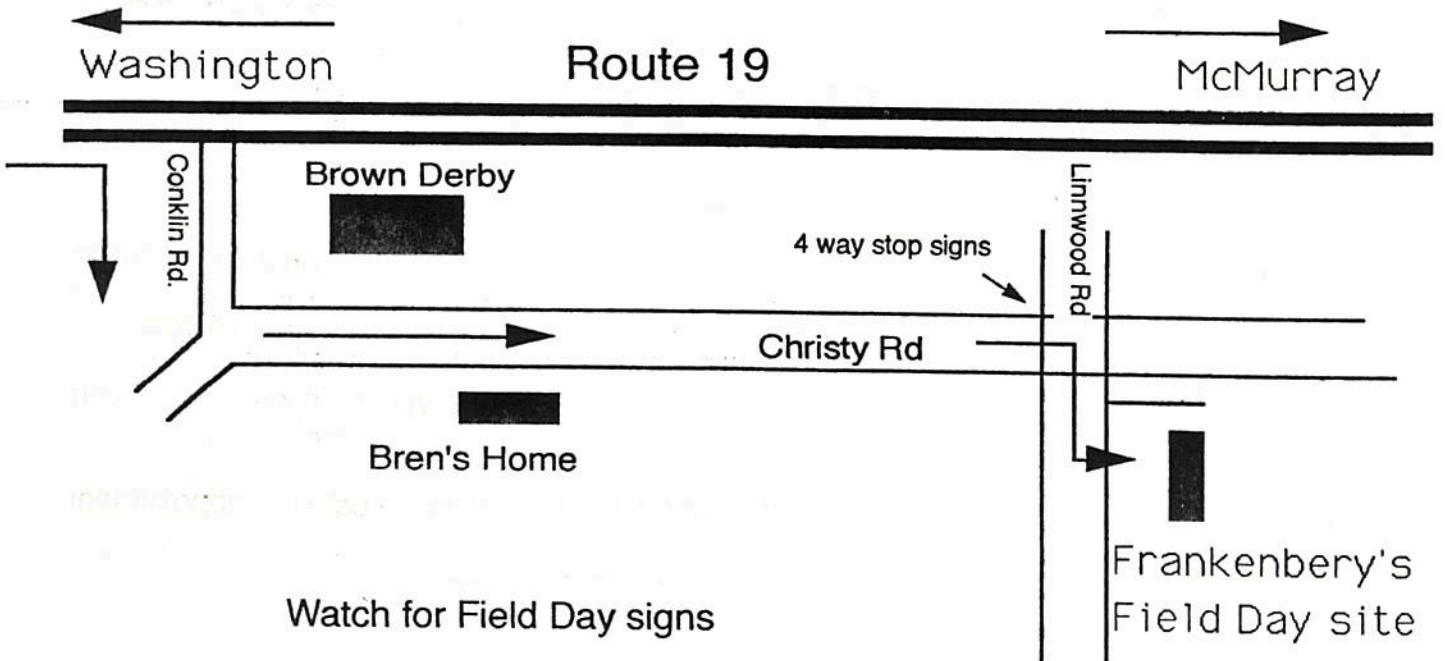 Washington
Route 19
McMurray
Conklin Rd.
Brown Derby
Linnwood Rd
4 way stop signs
Christy Rd
Bren's Home
Frankenbery's
Field Day site
Watch for Field Day signs